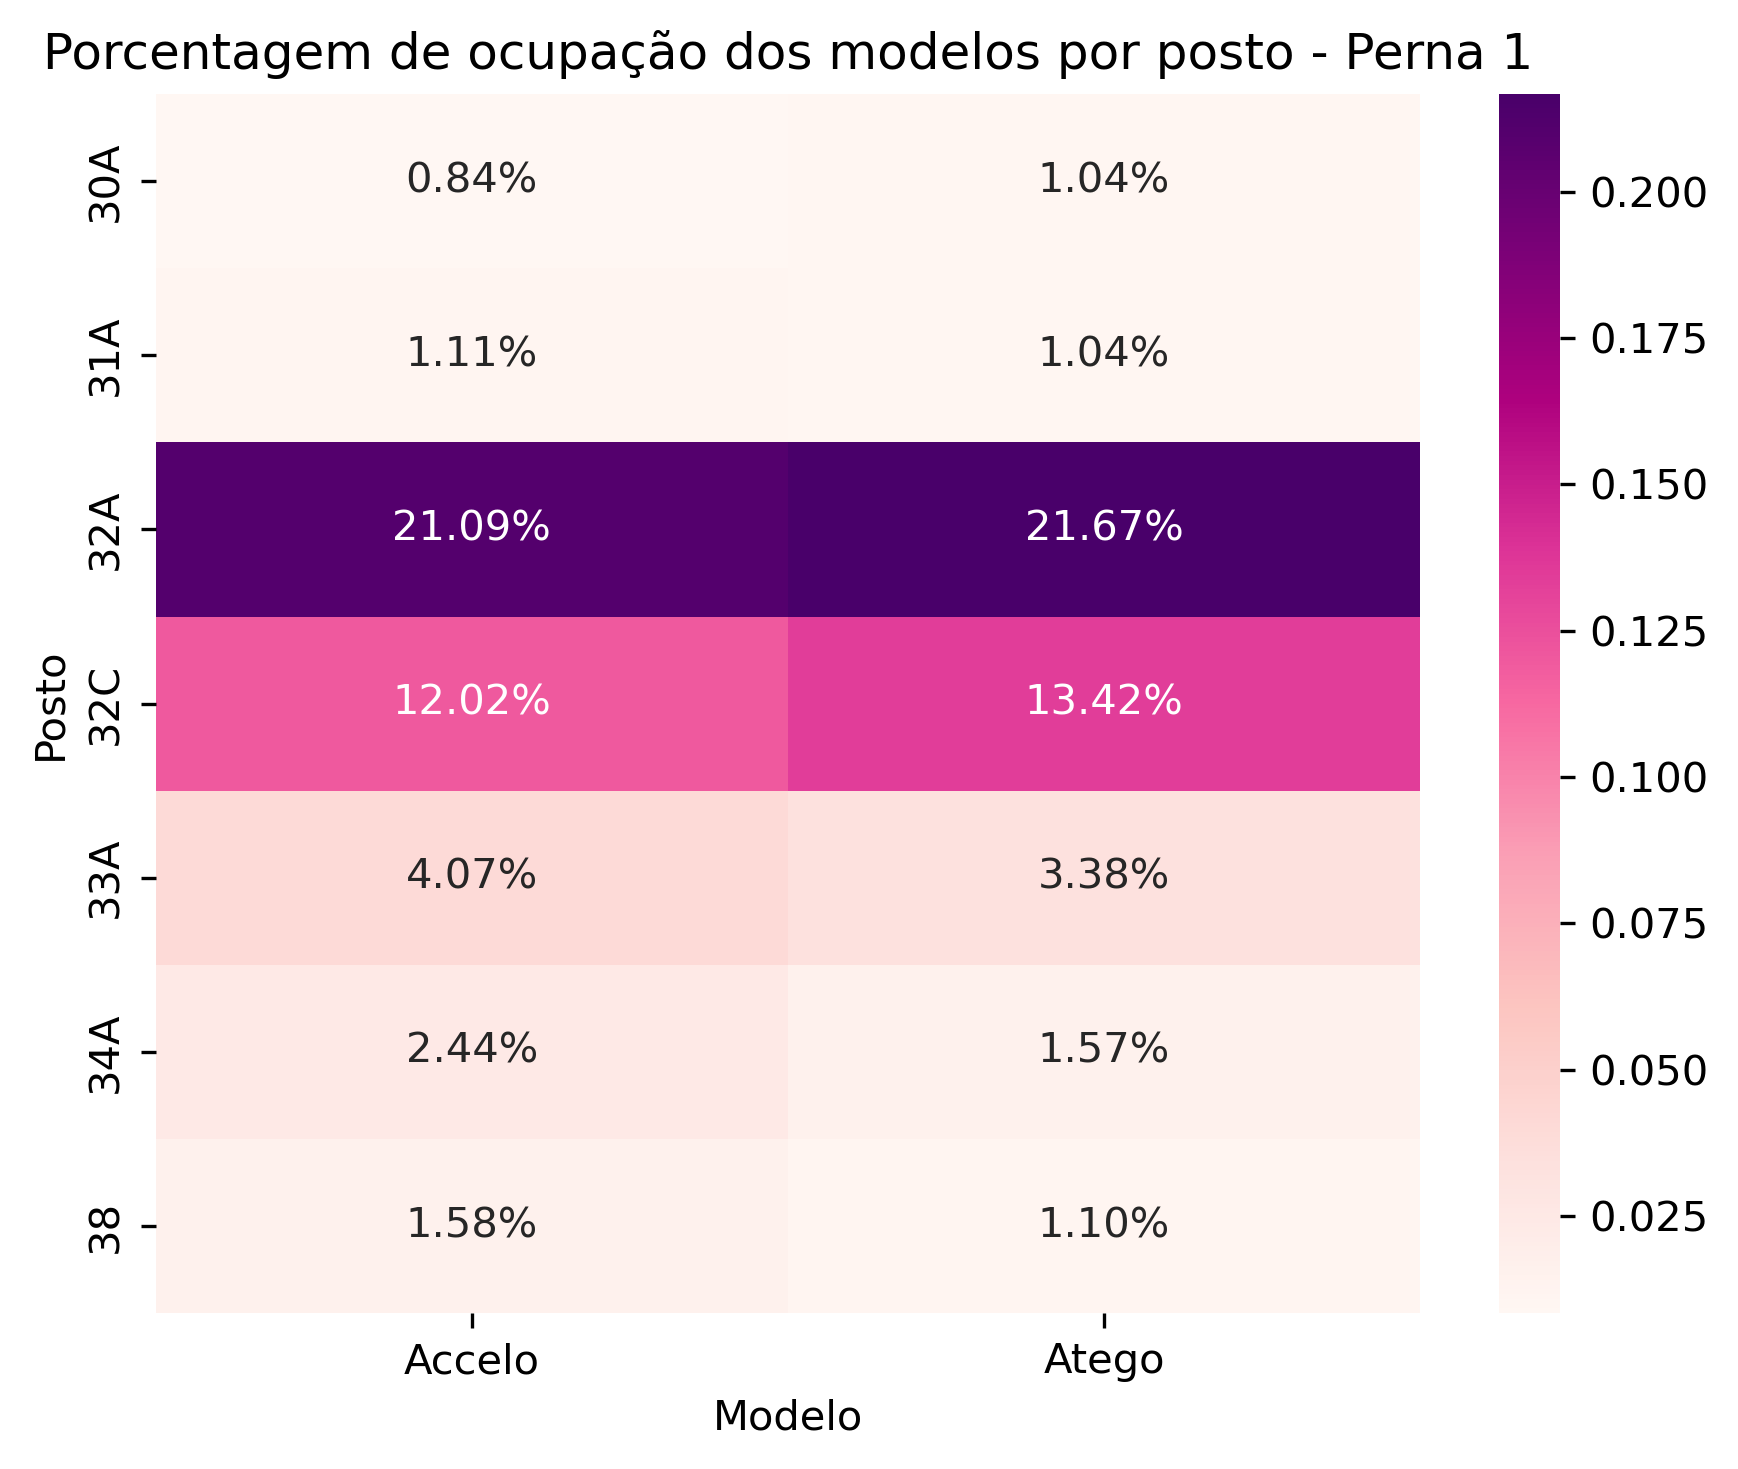 Porcentagem de ocupação dos modelos por posto - Perna 1
30A
0.84%
1.04%
31A
1.11%
1.04%
32A
21.09%
21.67%
32C
12.02%
13.42%
33A
4.07%
3.38%
34A
2.44%
1.57%
38
1.58%
1.10%
Posto
Accelo
Atego
Modelo
0.200
0.175
0.150
0.125
0.100
0.075
0.050
0.025